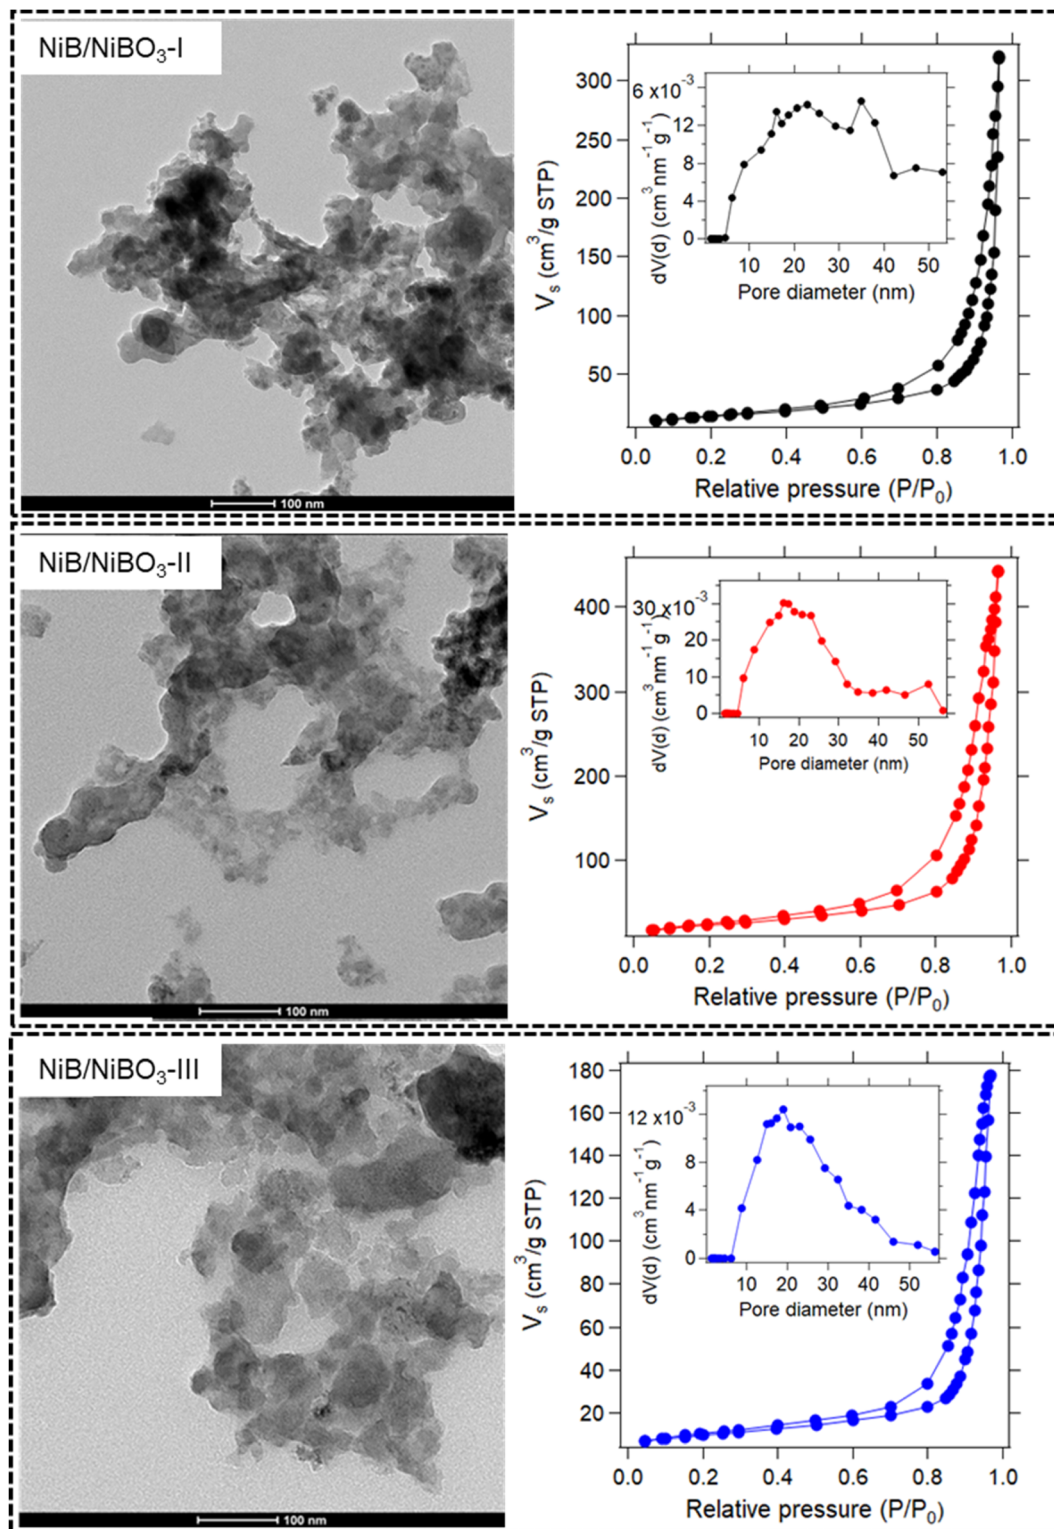 NiB/NiBO₃-I
100 nm
Vₛ (cm³/g STP)
300
250
200
150
100
50
0.0 0.2 0.4 0.6 0.8 1.0
Relative pressure (P/P₀)
dV(d) (cm³ nm⁻¹ g⁻¹)
6 x10⁻³
12
8
4
0
10 20 30 40 50
Pore diameter (nm)
NiB/NiBO₃-II
100 nm
Vₛ (cm³/g STP)
400
300
200
100
0.0 0.2 0.4 0.6 0.8 1.0
Relative pressure (P/P₀)
dV(d) (cm³ nm⁻¹ g⁻¹)
30 x10⁻³
20
10
0
10 20 30 40 50
Pore diameter (nm)
NiB/NiBO₃-III
100 nm
Vₛ (cm³/g STP)
180
160
140
120
100
80
60
40
20
0.0 0.2 0.4 0.6 0.8 1.0
Relative pressure (P/P₀)
dV(d) (cm³ nm⁻¹ g⁻¹)
12 x10⁻³
8
4
0
10 20 30 40 50
Pore diameter (nm)